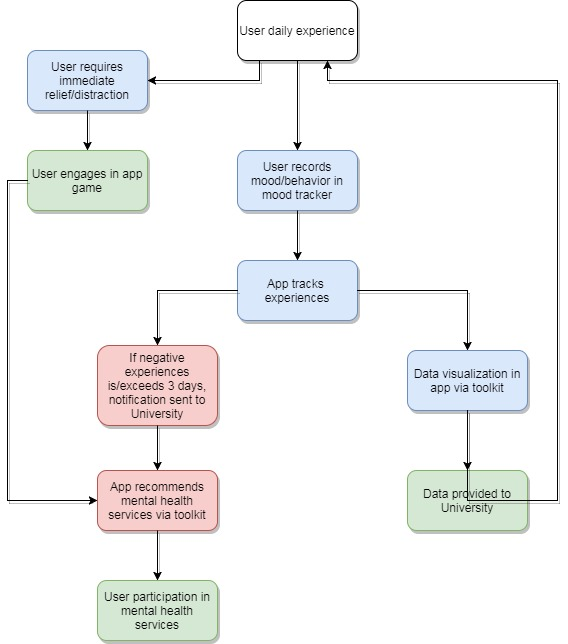 User daily experience
User requires
immediate
relief/distraction
User engages in app
game
User records
mood/behavior in
mood tracker
App tracks
experiences
If negative
experiences
is/exceeds 3 days,
notification sent to
University
Data visualization in
app via toolkit
App recommends
mental health
services via toolkit
Data provided to
University
User participation in
mental health
services